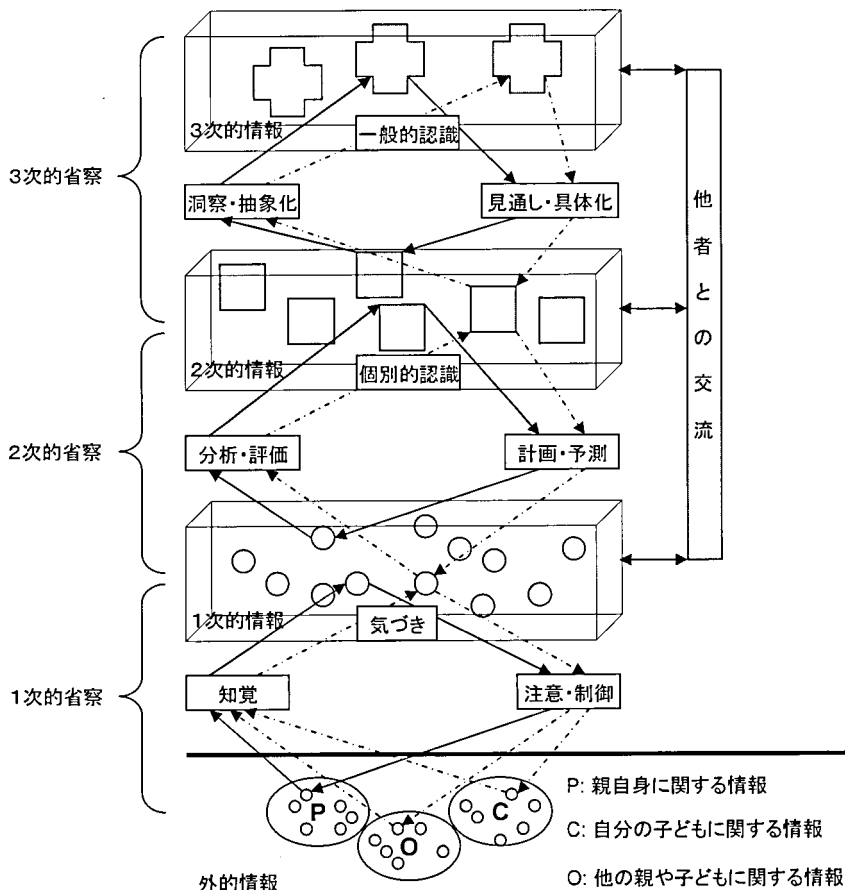 3次的情報
一般的認識
3次的省察
洞察・抽象化
見通し・具体化
他者との交流
2次的情報
個別的認識
2次的省察
分析・評価
計画・予測
1次的情報
気づき
1次的省察
知覚
注意・制御
P
C
O
P: 親自身に関する情報
C: 自分の子どもに関する情報
O: 他の親や子どもに関する情報
外的情報